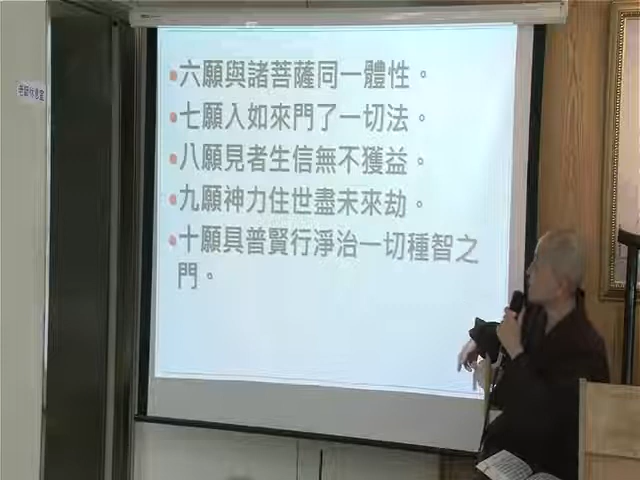 六願與諸菩薩同一體性。
七願入如來門了一切法。
八願見者生信無不獲益。
九願神力住世盡未來劫。
十願具普賢行淨治一切種智之
門。